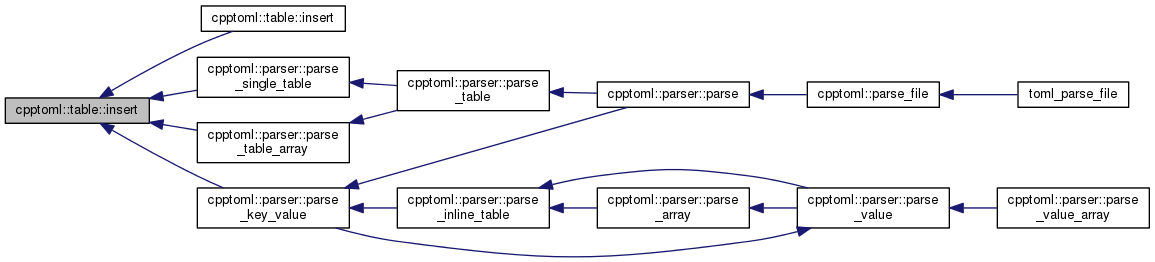 cpptoml::table::insert
cpptoml::table::insert
cpptoml::parser::parse
_single_table
cpptoml::parser::parse
_table_array
cpptoml::parser::parse
_key_value
cpptoml::parser::parse
_table
cpptoml::parser::parse
_inline_table
cpptoml::parser::parse
cpptoml::parser::parse
_array
cpptoml::parse_file
cpptoml::parser::parse
_value
toml_parse_file
cpptoml::parser::parse
_value_array